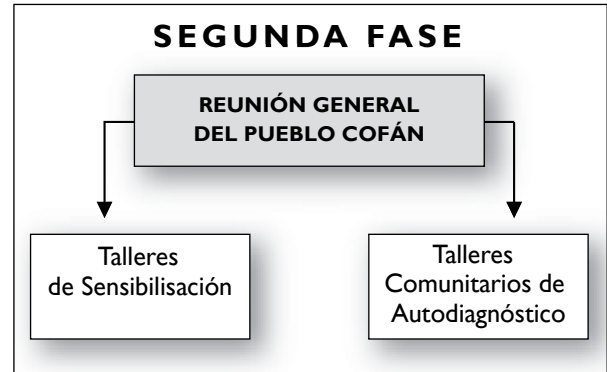 SEGUNDA FASE
REUNIÓN GENERAL
DEL PUEBLO COFÁN
Talleres
de Sensibilisación
Talleres
Comunitarios de
Autodiagnóstico